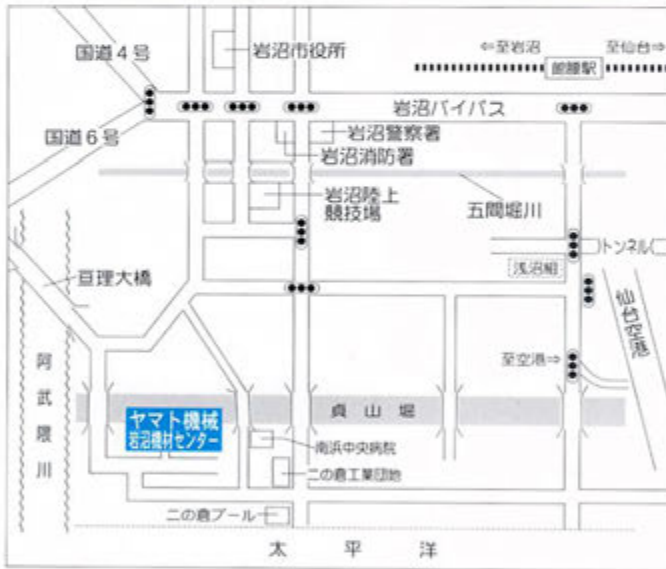 国道4号
岩沼市役所
⇐至岩沼
至仙台⇒
館腰駅
国道6号
岩沼バイパス
岩沼警察署
岩沼消防署
岩沼陸上
競技場
五間堀川
トンネル
浅沼組
亘理大橋
仙台空港
至空港⇒
阿武隈川
貞山堀
ヤマト機械
岩沼機材センター
南浜中央病院
二の倉工業団地
二の倉プール
太平洋